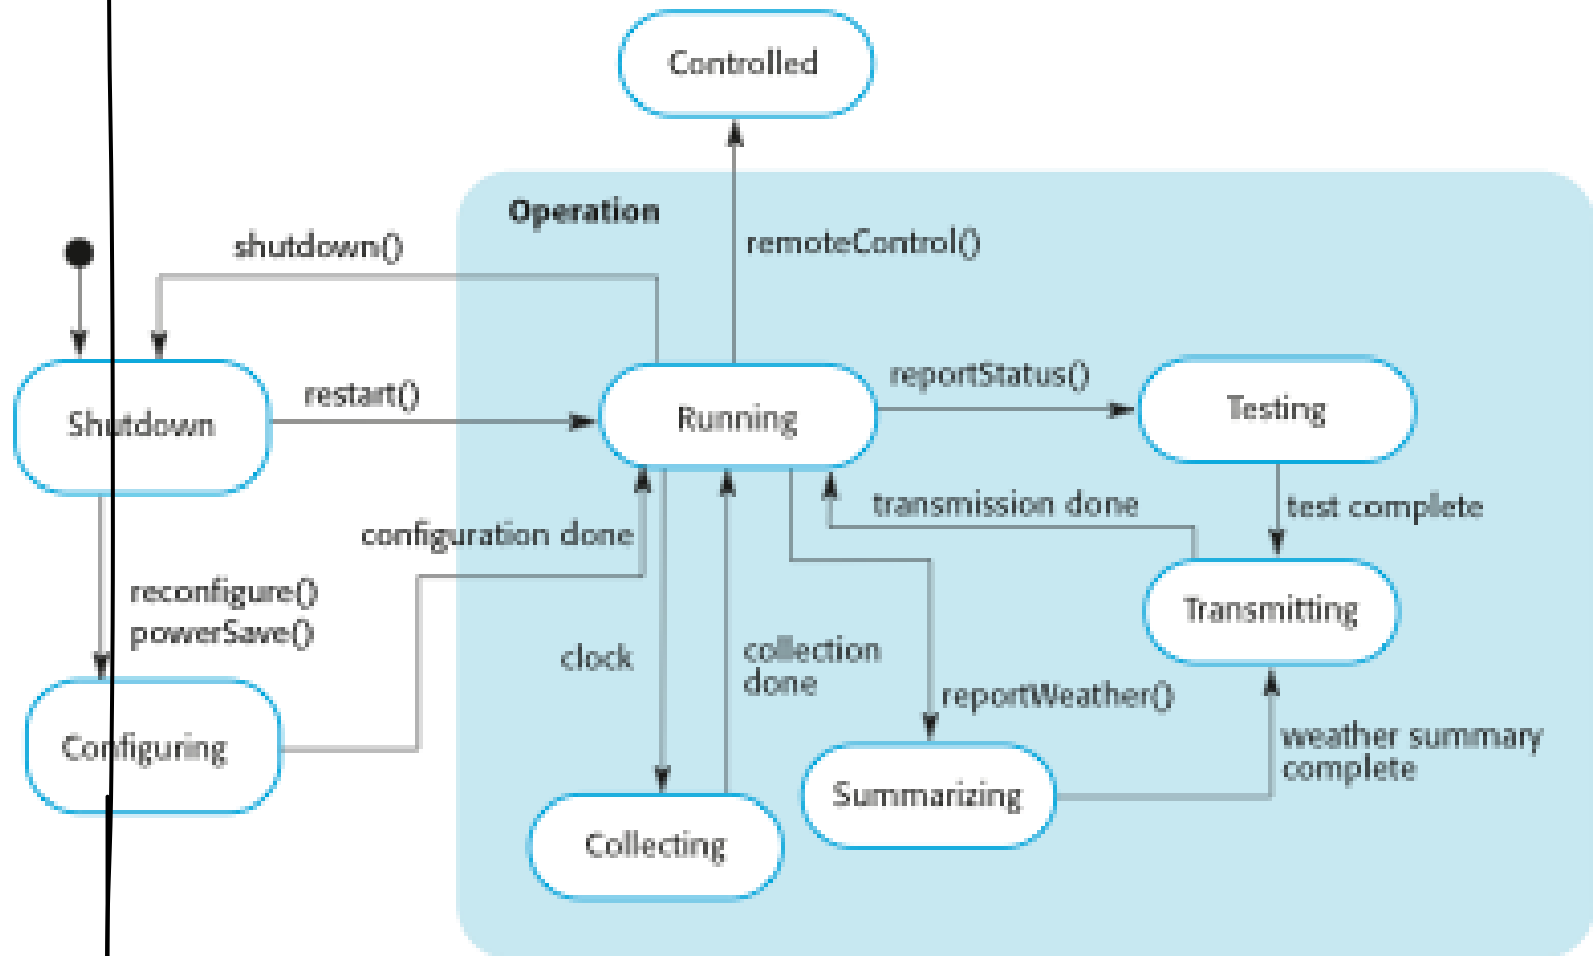 Controlled
Operation
shutdown()
remoteControl()
restart()
reportStatus()
Shutdown
Running
Testing
configuration done
transmission done
test complete
reconfigure()
powerSave()
clock
collection
done
Transmitting
reportWeather()
Configuring
weather summary
complete
Summarizing
Collecting